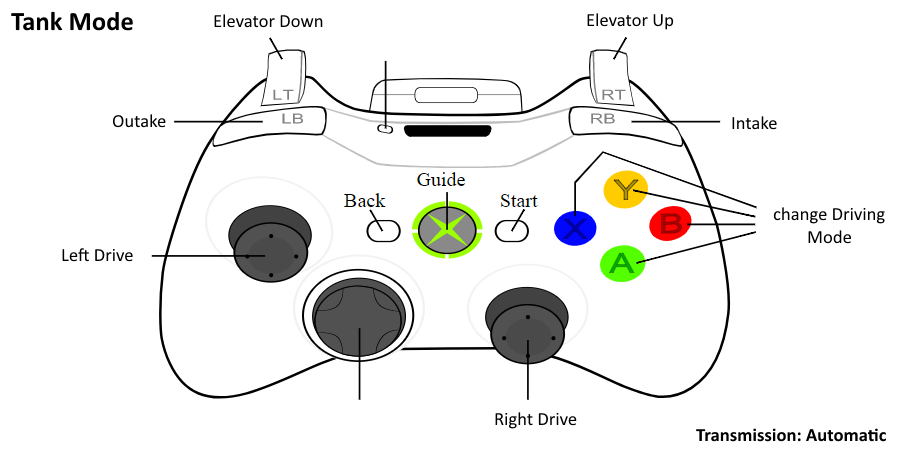 Tank Mode
Elevator Down
Elevator Up
LT
RT
Outake
LB
RB
Intake
Guide
Back
Start
Y
X
B
A
change Driving
Mode
Left Drive
Right Drive
Transmission: Automatic